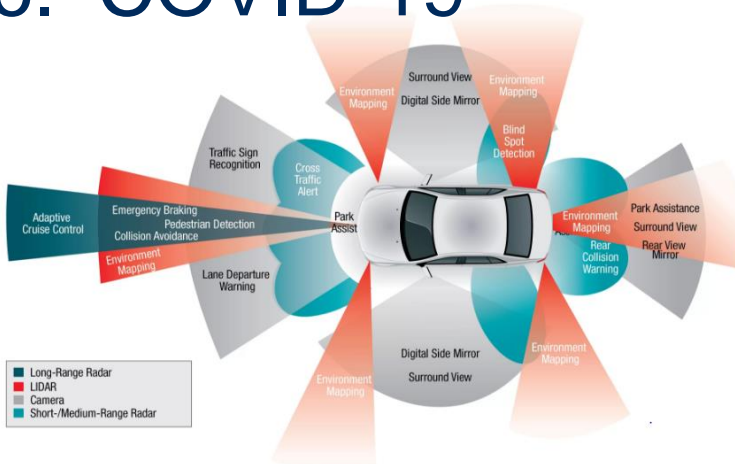 COVID-19
Surround View
Digital Side Mirror
Environment
Mapping
Environment
Mapping
Blind
Spot
Detection
Traffic Sign
Recognition
Cross
Traffic
Alert
Adaptive
Cruise Control
Emergency Braking
Pedestrian Detection
Collision Avoidance
Environment
Mapping
Park
Assist
Lane Departure
Warning
Environment
Mapping
Park Assistance
Surround View
Rear View
Mirror
Rear
Collision
Warning
Digital Side Mirror
Surround View
Environment
Mapping
Environment
Mapping
Long-Range Radar
LIDAR
Camera
Short-/Medium-Range Radar